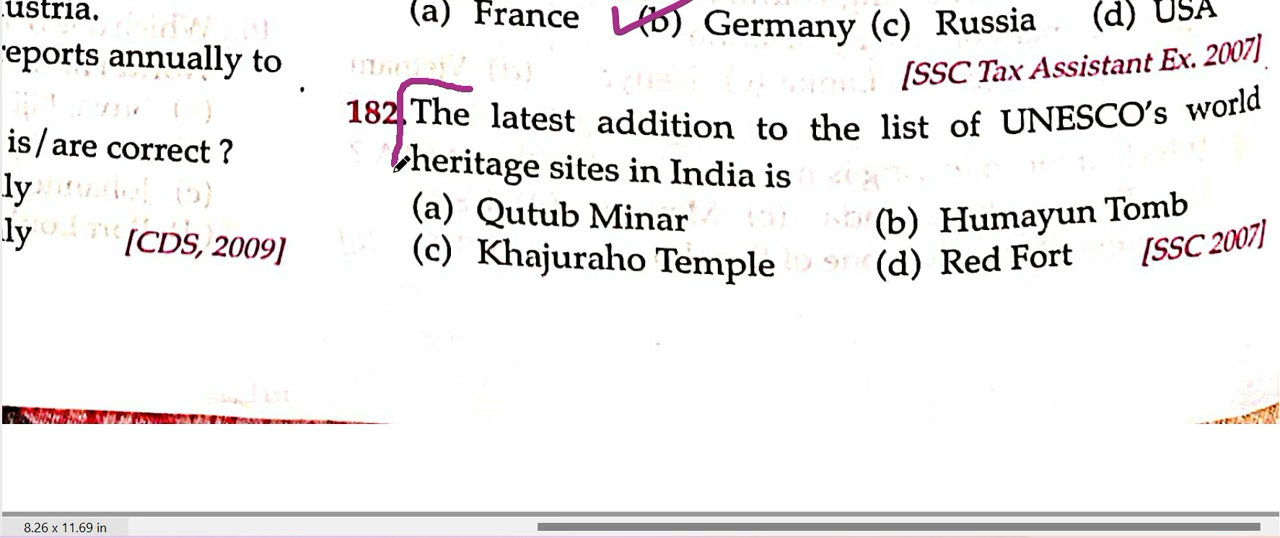 ustria.
reports annually to
is/are correct ?
ly
ly
[CDS, 2009]
(a) France (b) Germany (c) Russia (d) USA
[SSC Tax Assistant Ex. 2007]
182. The latest addition to the list of UNESCO's world
heritage sites in India is
(a) Qutub Minar (b) Humayun Tomb
(c) Khajuraho Temple (d) Red Fort [SSC 2007]
8.26 x 11.69 in